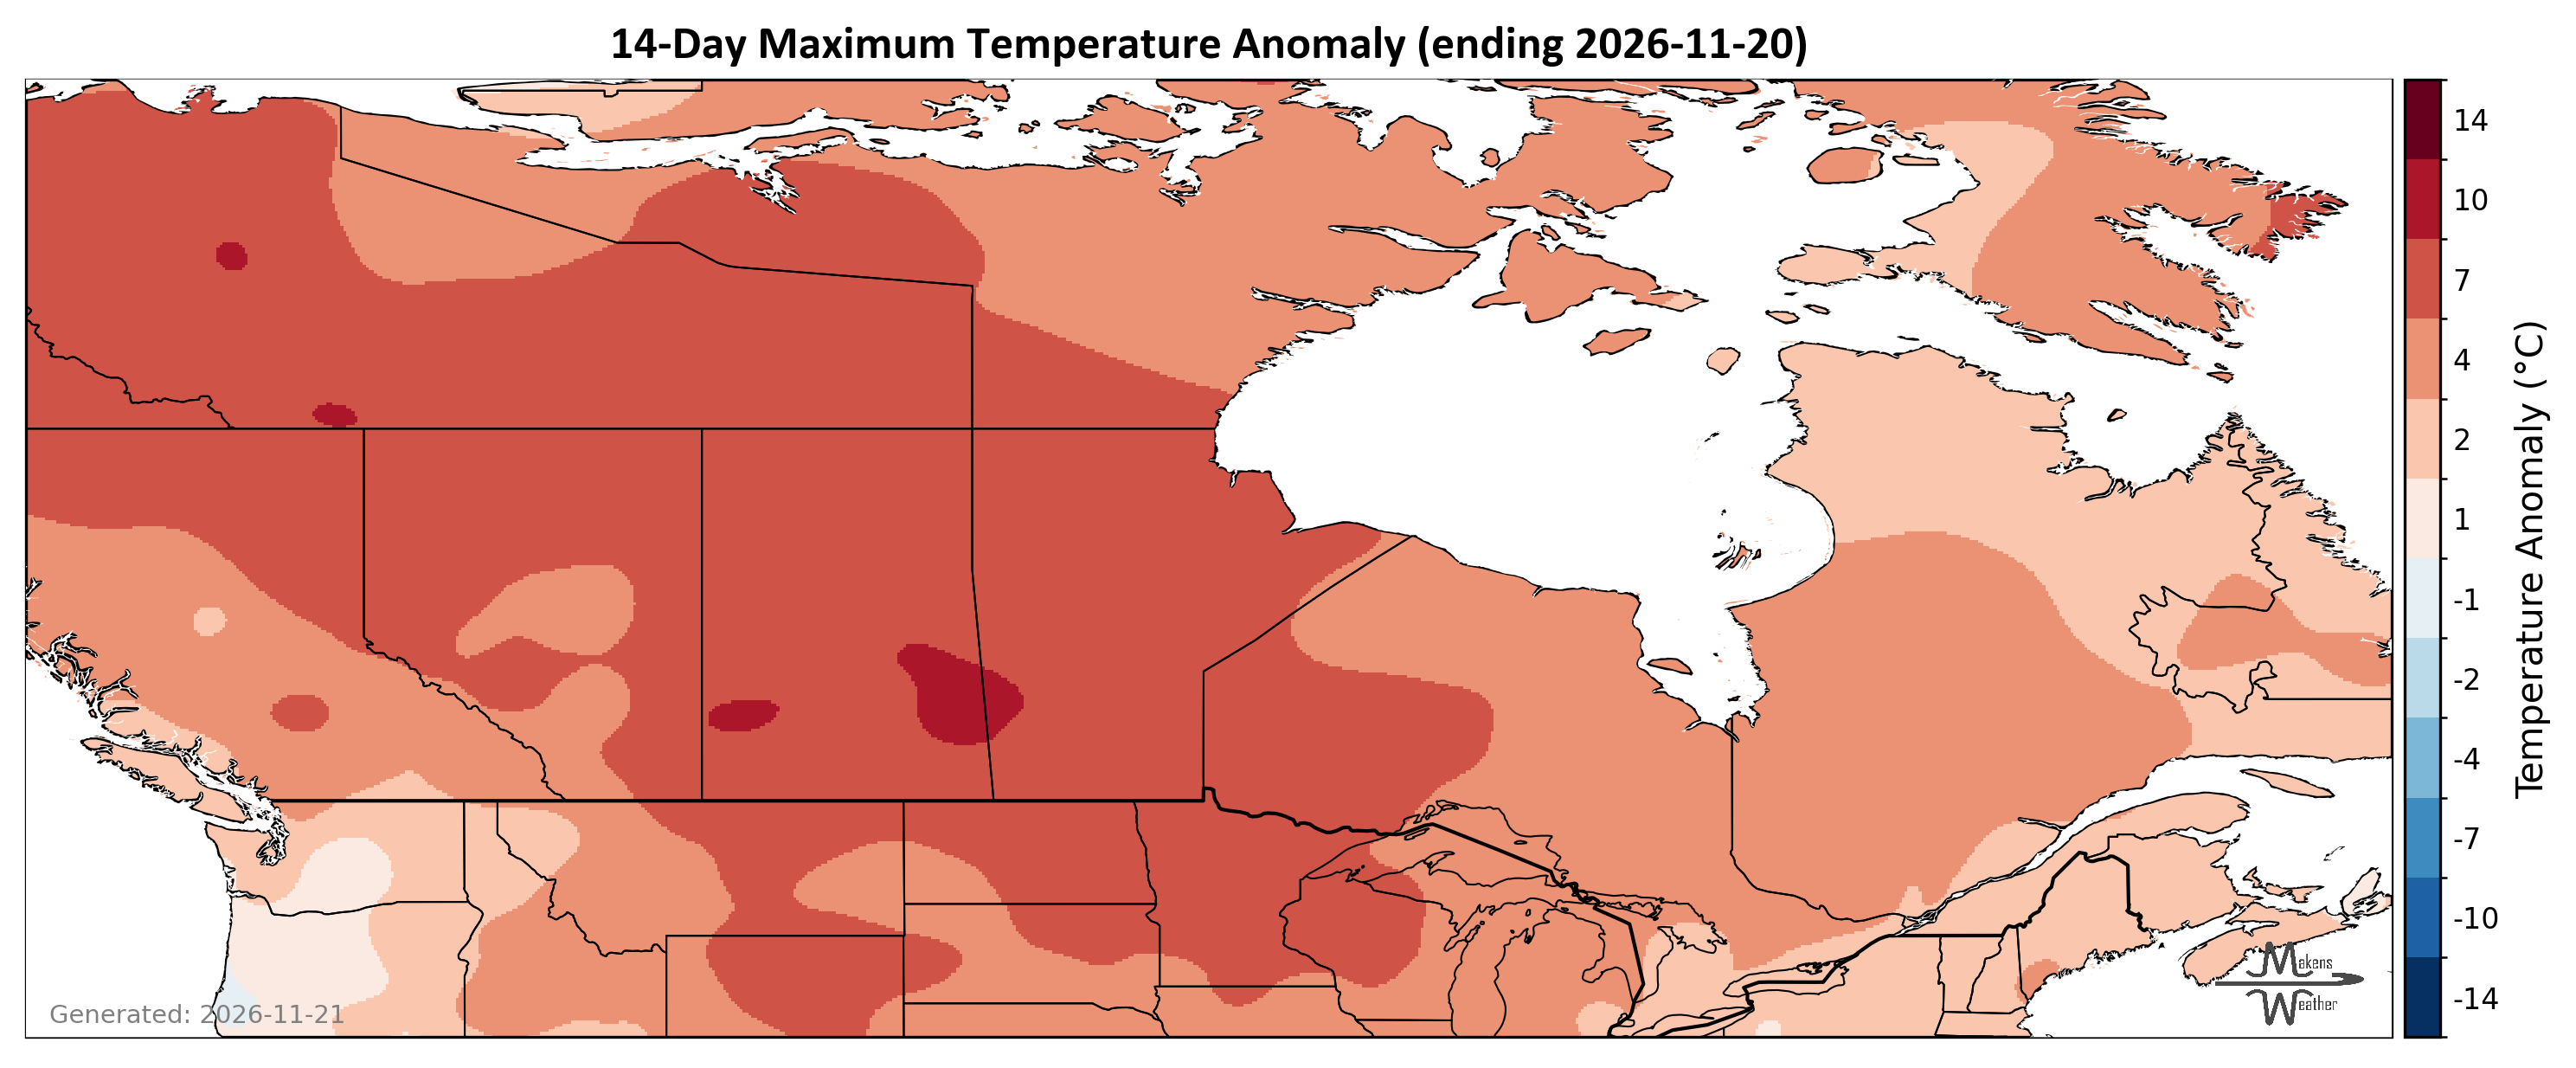 14-Day Maximum Temperature Anomaly (ending 2026-11-20)
14
10
7
4
2
1
-1
-2
-4
-7
-10
-14
Temperature Anomaly (°C)
Generated: 2026-11-21
Makens
Weather